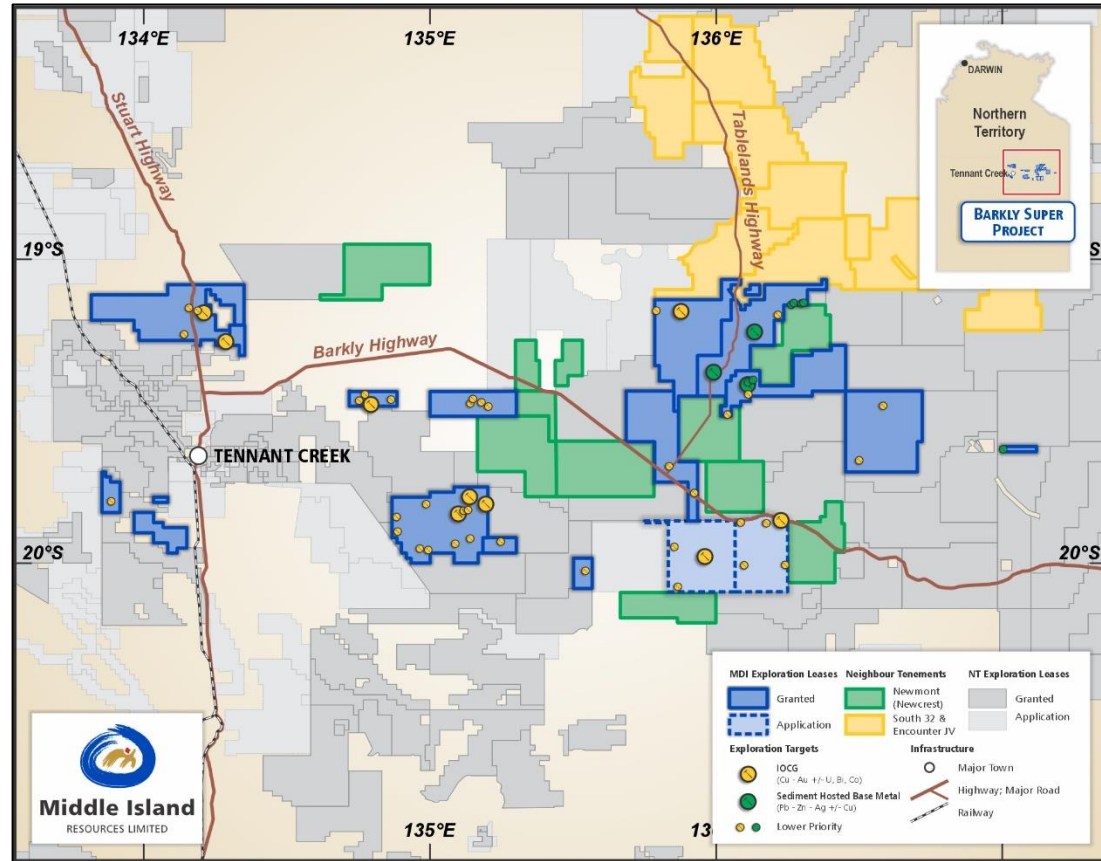 134°E
135°E
136°E
DARWIN
Northern
Territory
Tennant Creek
BARKLY SUPER
PROJECT
Stuart Highway
Tablelands Highway
19°S
19°S
Barkly Highway
TENNANT CREEK
20°S
20°S
135°E
MDI Exploration Leases
Granted
Application
Neighbour Tenements
Newmont
(Newcrest)
South 32 &
Encounter JV
NT Exploration Leases
Granted
Application
Exploration Targets
IOCG
(Cu - Au +/- U, Bi, Co)
Sediment Hosted Base Metal
(Pb - Zn - Ag +/- Cu)
Lower Priority
Infrastructure
Major Town
Highway; Major Road
Railway
Middle Island
RESOURCES LIMITED